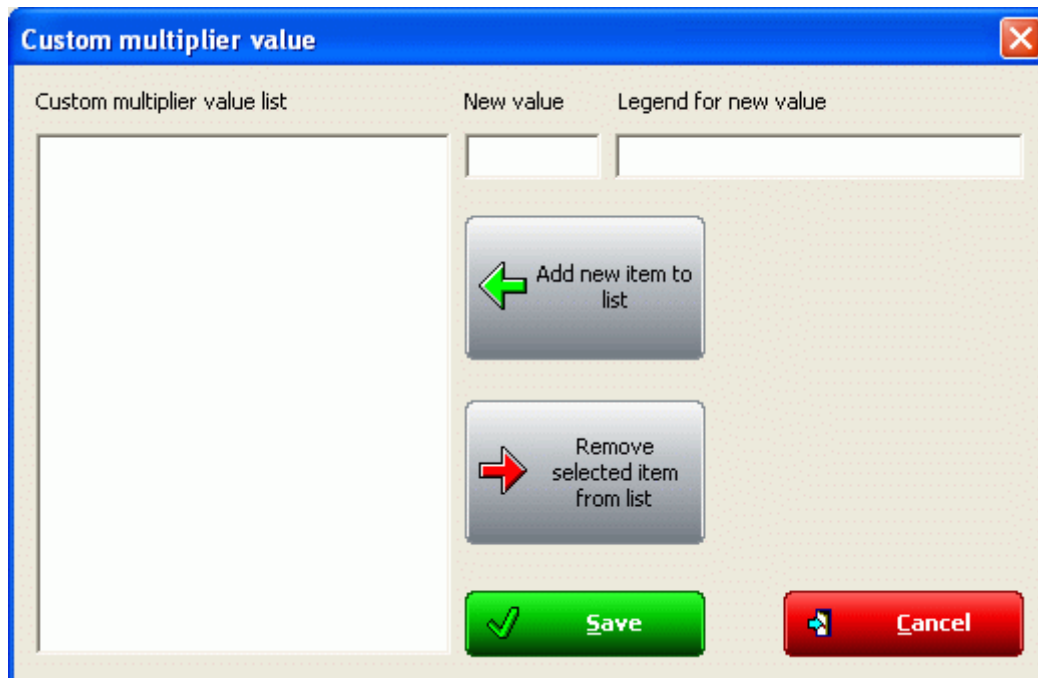 Custom multiplier value
Custom multiplier value list
New value
Legend for new value
Add new item to
list
Remove
selected item
from list
Save
Cancel